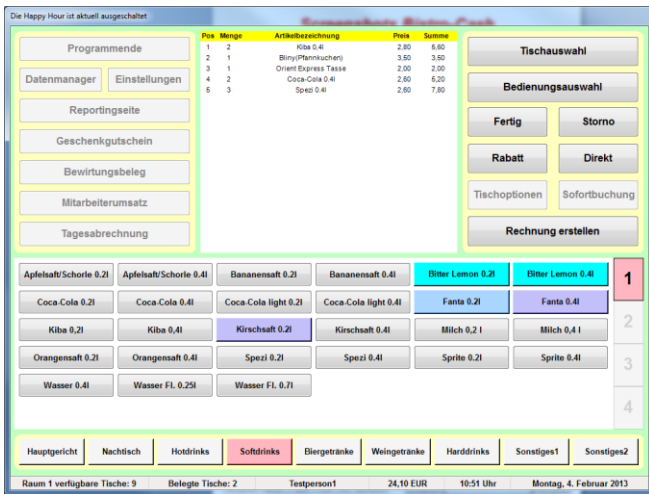 Die Happy Hour ist aktuell ausgeschaltet
Screenshots Bistro-Cash
Programmende
Datenmanager Einstellungen
Reportingseite
Geschenkgutschein
Bewirtungsbeleg
Mitarbeiterumsatz
Tagesabrechnung
Pos Menge Artikelbezeichnung Preis Summe
1 2 Kiba 0,4l 2,80 5,60
2 1 Bliny(Pfannkuchen) 3,50 3,50
3 1 Orient Express Tasse 2,00 2,00
4 2 Coca-Cola 0.4l 2,60 5,20
5 3 Spezi 0.4l 2,60 7,80
Tischauswahl
Bedienungsauswahl
Fertig Storno
Rabatt Direkt
Tischoptionen Sofortbuchung
Rechnung erstellen
Apfelsaft/Schorle 0.2l Apfelsaft/Schorle 0.4l Bananensaft 0.2l Bananensaft 0.4l Bitter Lemon 0.2l Bitter Lemon 0.4l
Coca-Cola 0.2l Coca-Cola 0.4l Coca-Cola light 0.2l Coca-Cola light 0.4l Fanta 0.2l Fanta 0.4l
Kiba 0,2l Kiba 0,4l Kirschsaft 0.2l Kirschsaft 0.4l Milch 0,2 l Milch 0,4 l
Orangensaft 0.2l Orangensaft 0.4l Spezi 0.2l Spezi 0.4l Sprite 0.2l Sprite 0.4l
Wasser 0.4l Wasser Fl. 0.25l Wasser Fl. 0.7l
1
2
3
4
Hauptgericht Nachtisch Hotdrinks Softdrinks Biergetränke Weingetränke Harddrinks Sonstiges1 Sonstiges2
Raum 1 verfügbare Tische: 9 Belegte Tische: 2 Testperson1 24,10 EUR 10:51 Uhr Montag, 4. Februar 2013